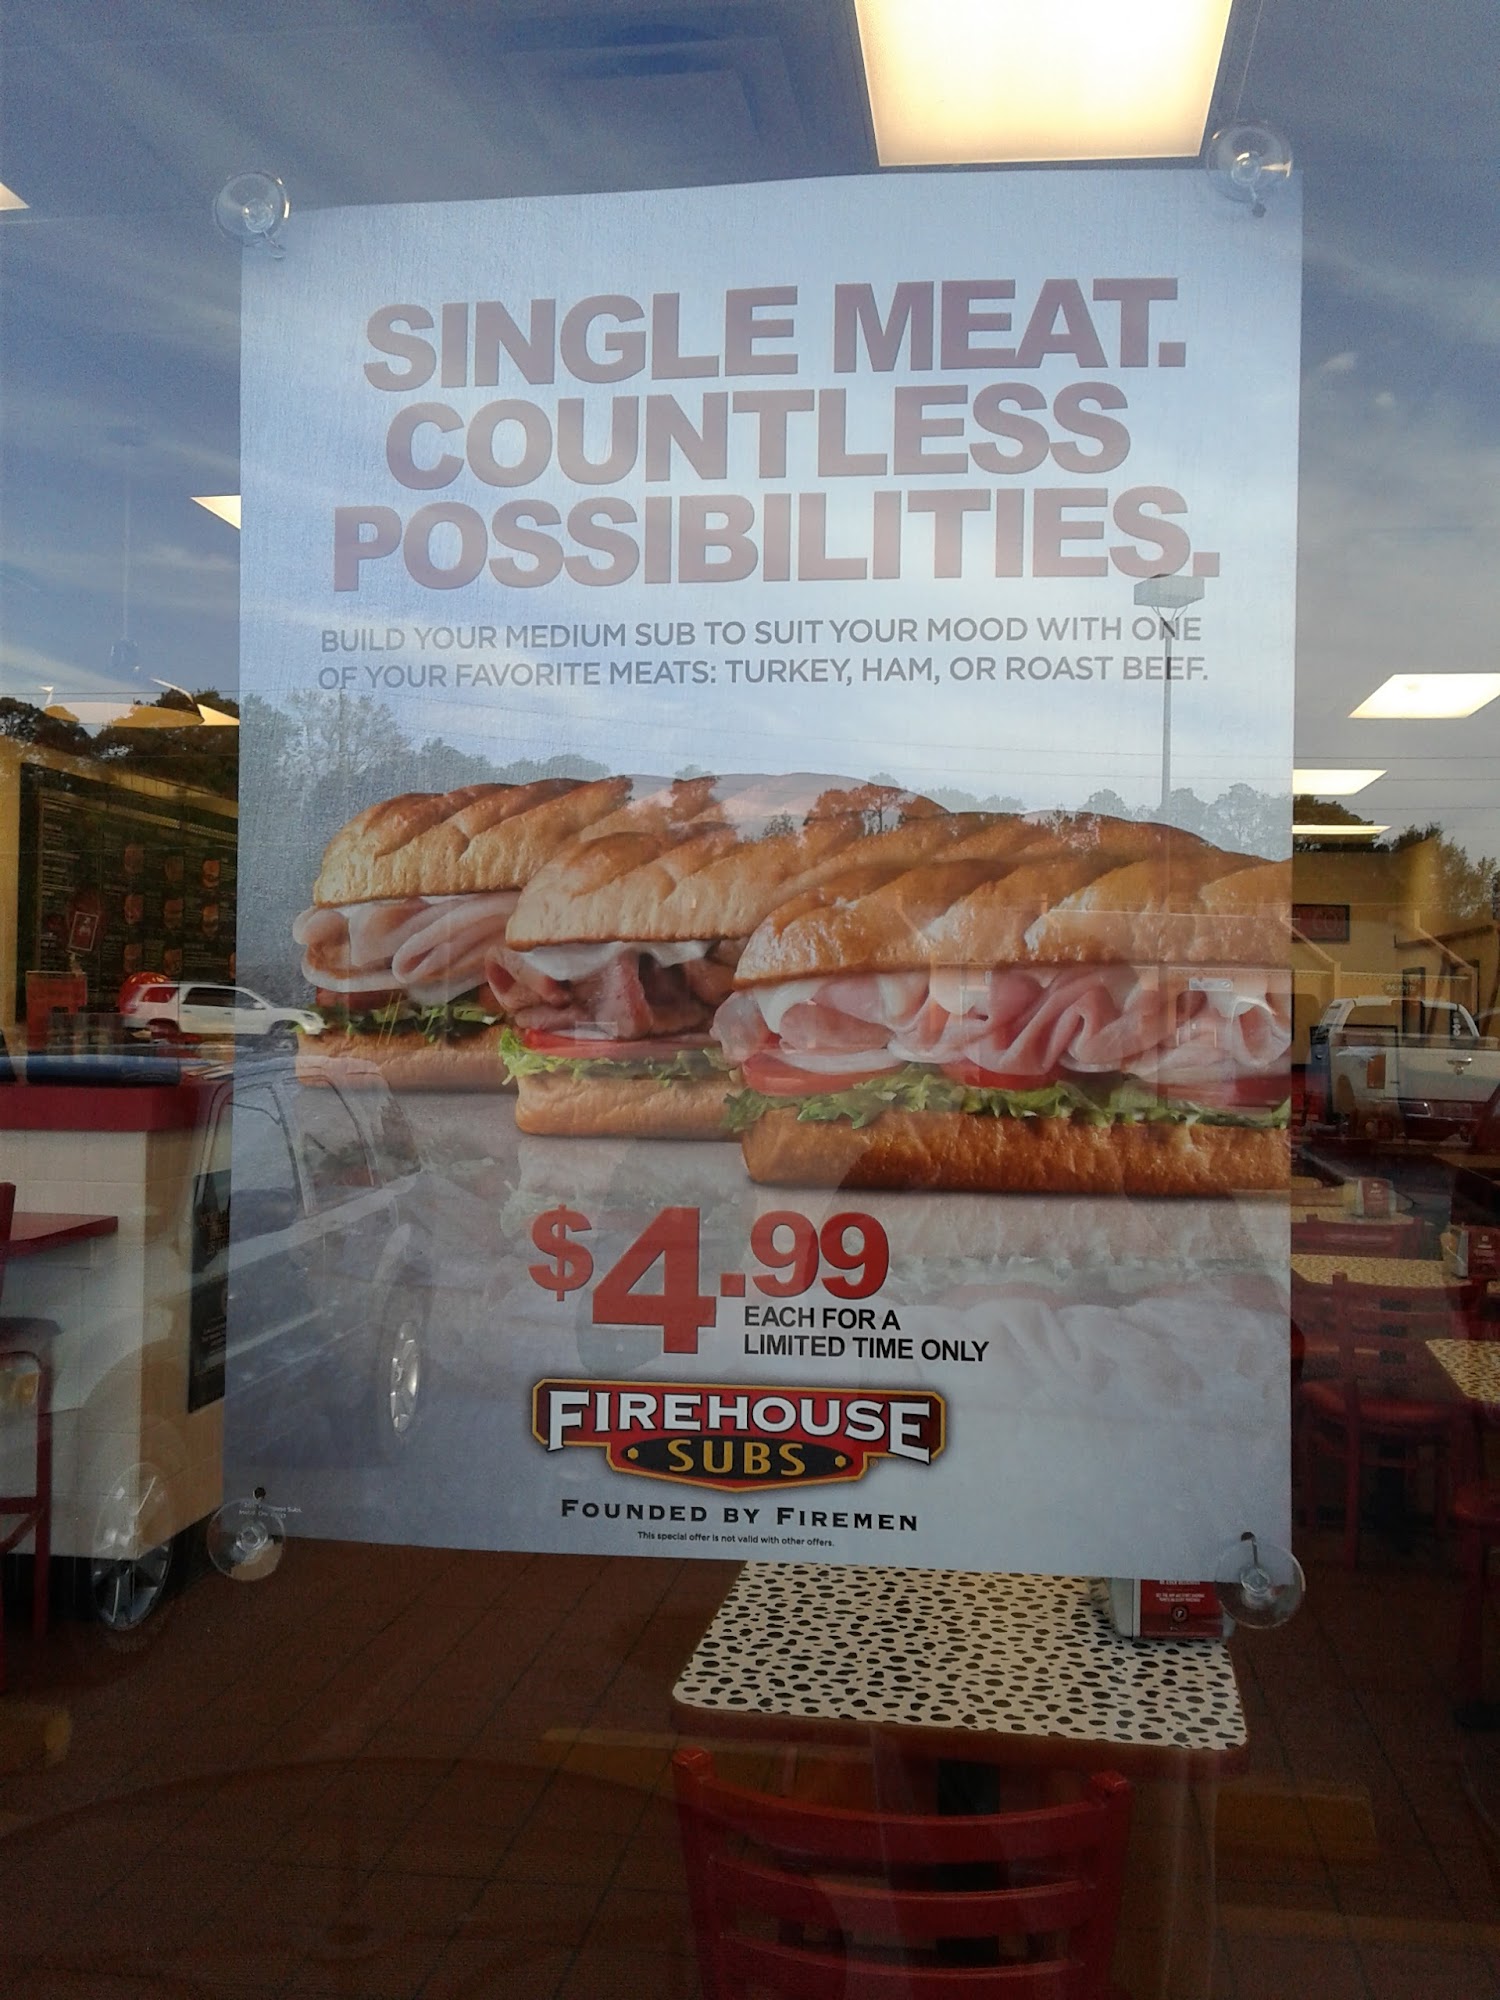 SINGLE MEAT.
COUNTLESS
POSSIBILITIES.
BUILD YOUR MEDIUM SUB TO SUIT YOUR MOOD WITH ONE
OF YOUR FAVORITE MEATS: TURKEY, HAM, OR ROAST BEEF.
$4.99
EACH FOR A
LIMITED TIME ONLY
FIREHOUSE
SUBS
FOUNDED BY FIREMEN
This special offer is not valid with other offers.